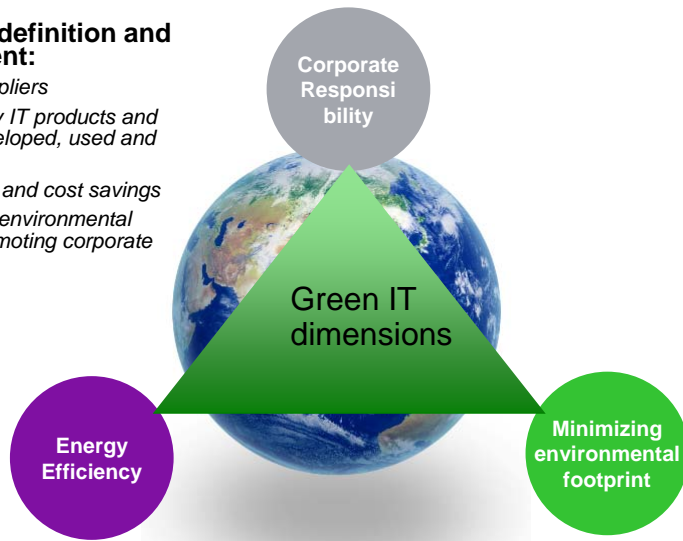 definition and
ent:
pliers
y IT products and
eloped, used and
and cost savings
environmental
moting corporate
Corporate
Responsi
bility
Green IT
dimensions
Energy
Efficiency
Minimizing
environmental
footprint